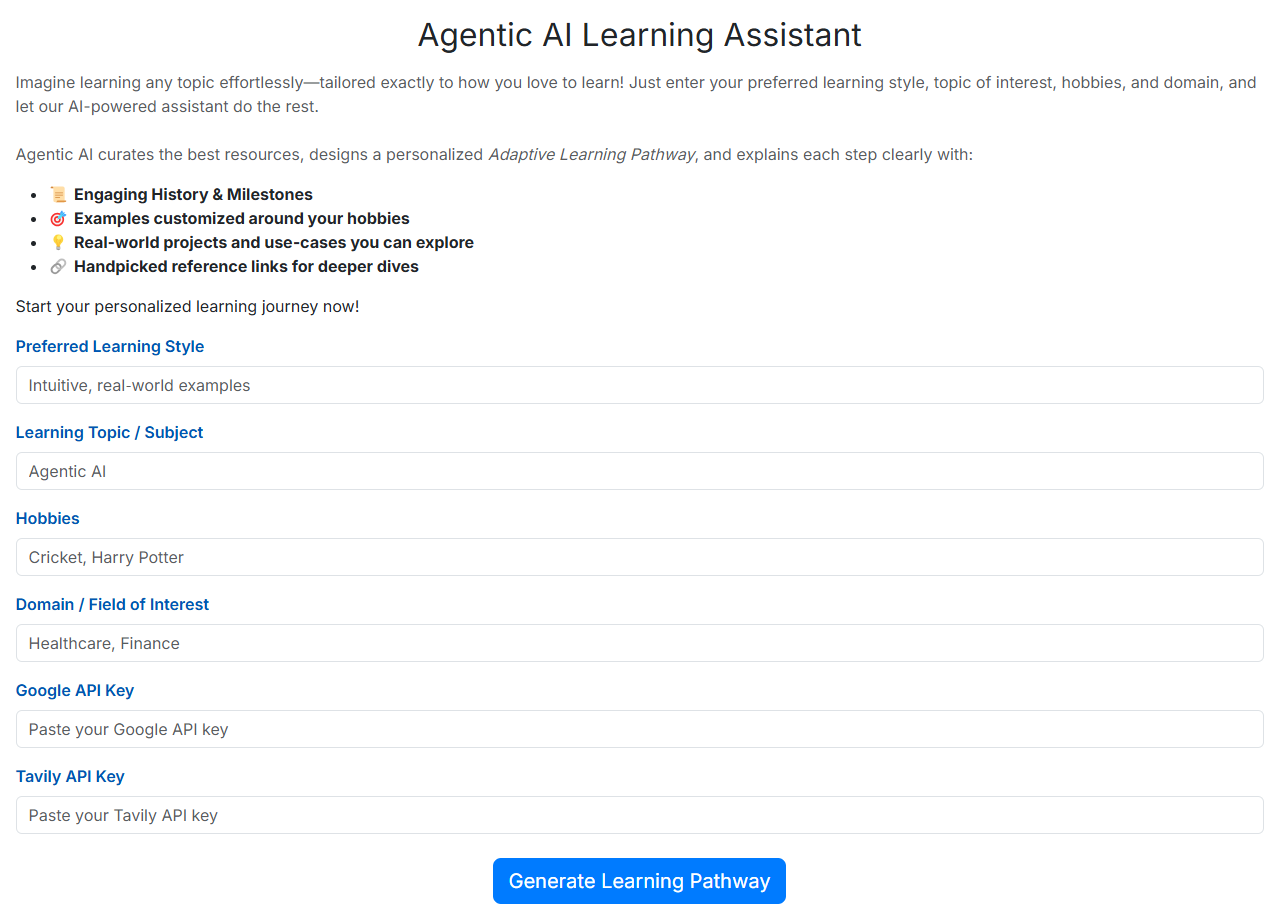 Agentic AI Learning Assistant
Imagine learning any topic effortlessly—tailored exactly to how you love to learn! Just enter your preferred learning style, topic of interest, hobbies, and domain, and
let our AI-powered assistant do the rest.
Agentic AI curates the best resources, designs a personalized Adaptive Learning Pathway, and explains each step clearly with:
• 📜 Engaging History & Milestones
• 🎯 Examples customized around your hobbies
• 💡 Real-world projects and use-cases you can explore
• 🔗 Handpicked reference links for deeper dives
Start your personalized learning journey now!
Preferred Learning Style
Intuitive, real-world examples
Learning Topic / Subject
Agentic AI
Hobbies
Cricket, Harry Potter
Domain / Field of Interest
Healthcare, Finance
Google API Key
Paste your Google API key
Tavily API Key
Paste your Tavily API key
Generate Learning Pathway